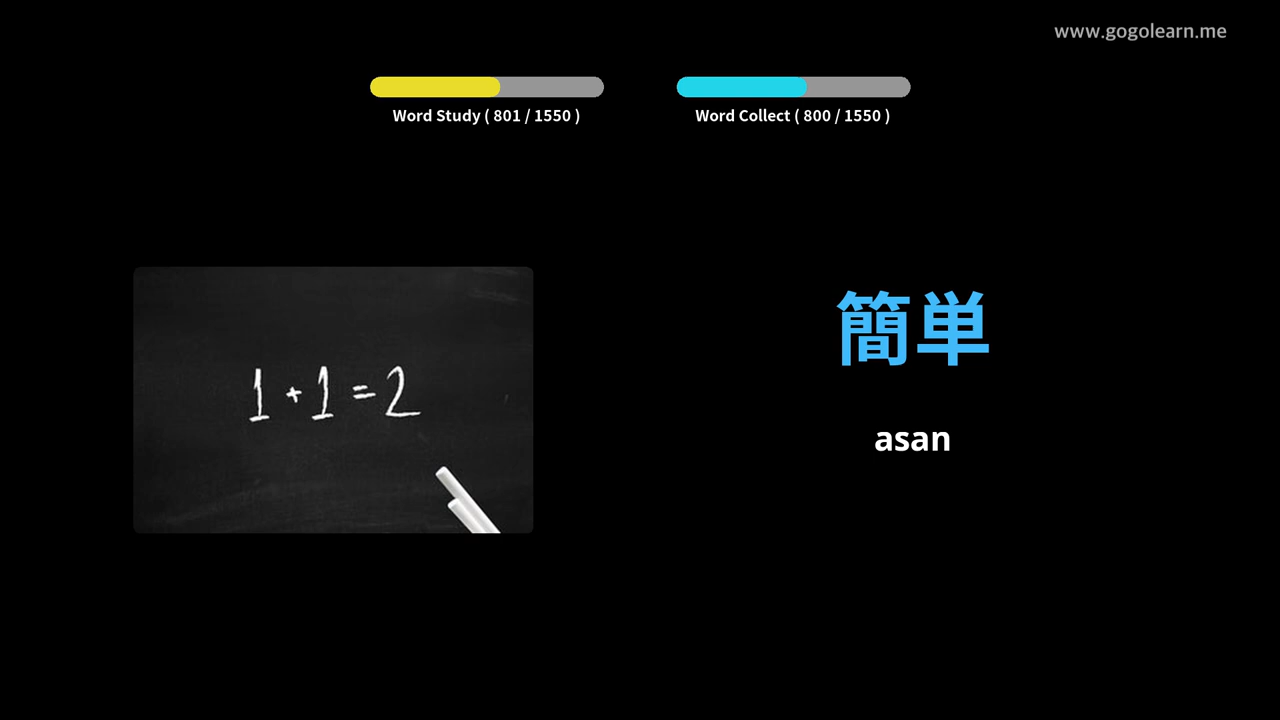 www.gogolearn.me
Word Study ( 801 / 1550 )
Word Collect ( 800 / 1550 )
1 + 1 = 2
簡単
asan